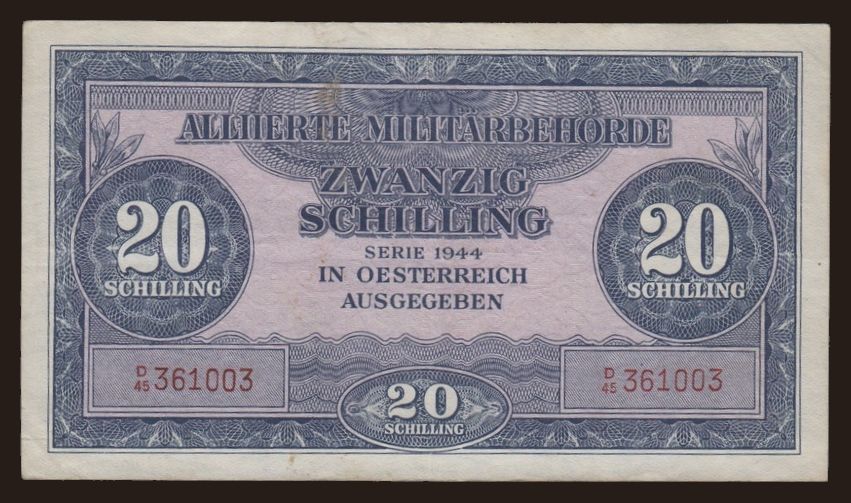 ALLIIERTE MILITÄRBEHÖRDE
ZWANZIG
SCHILLING
SERIE 1944
IN OESTERREICH
AUSGEGEBEN
20
SCHILLING
20
SCHILLING
D/45 361003
D/45 361003
20
SCHILLING